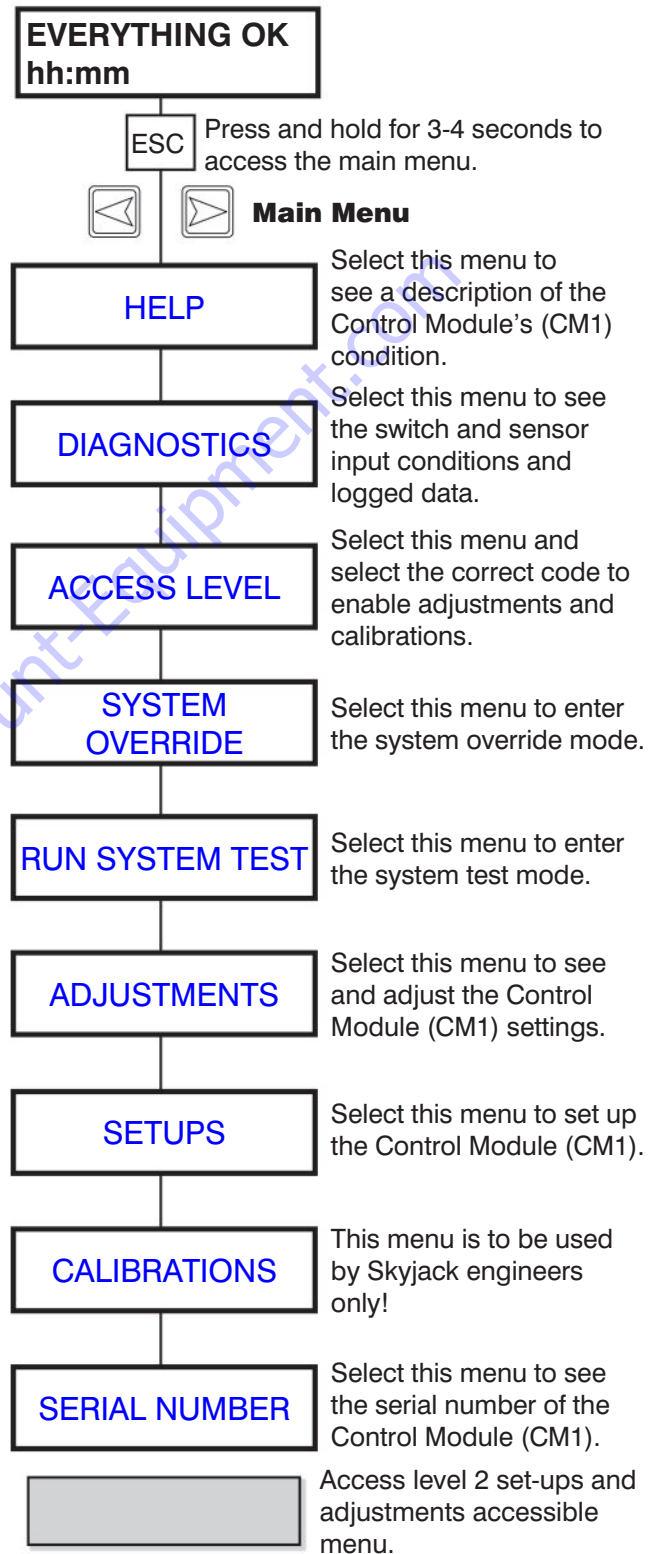 EVERYTHING OK
hh:mm
ESC
Press and hold for 3-4 seconds to
access the main menu.
Main Menu
HELP
Select this menu to
see a description of the
Control Module's (CM1)
condition.
DIAGNOSTICS
Select this menu to see
the switch and sensor
input conditions and
logged data.
ACCESS LEVEL
Select this menu and
select the correct code to
enable adjustments and
calibrations.
SYSTEM
OVERRIDE
Select this menu to enter
the system override mode.
RUN SYSTEM TEST
Select this menu to enter
the system test mode.
ADJUSTMENTS
Select this menu to see
and adjust the Control
Module (CM1) settings.
SETUPS
Select this menu to set up
the Control Module (CM1).
CALIBRATIONS
This menu is to be used
by Skyjack engineers
only!
SERIAL NUMBER
Select this menu to see
the serial number of the
Control Module (CM1).
Access level 2 set-ups and
adjustments accessible
menu.
unt-Equipment.com